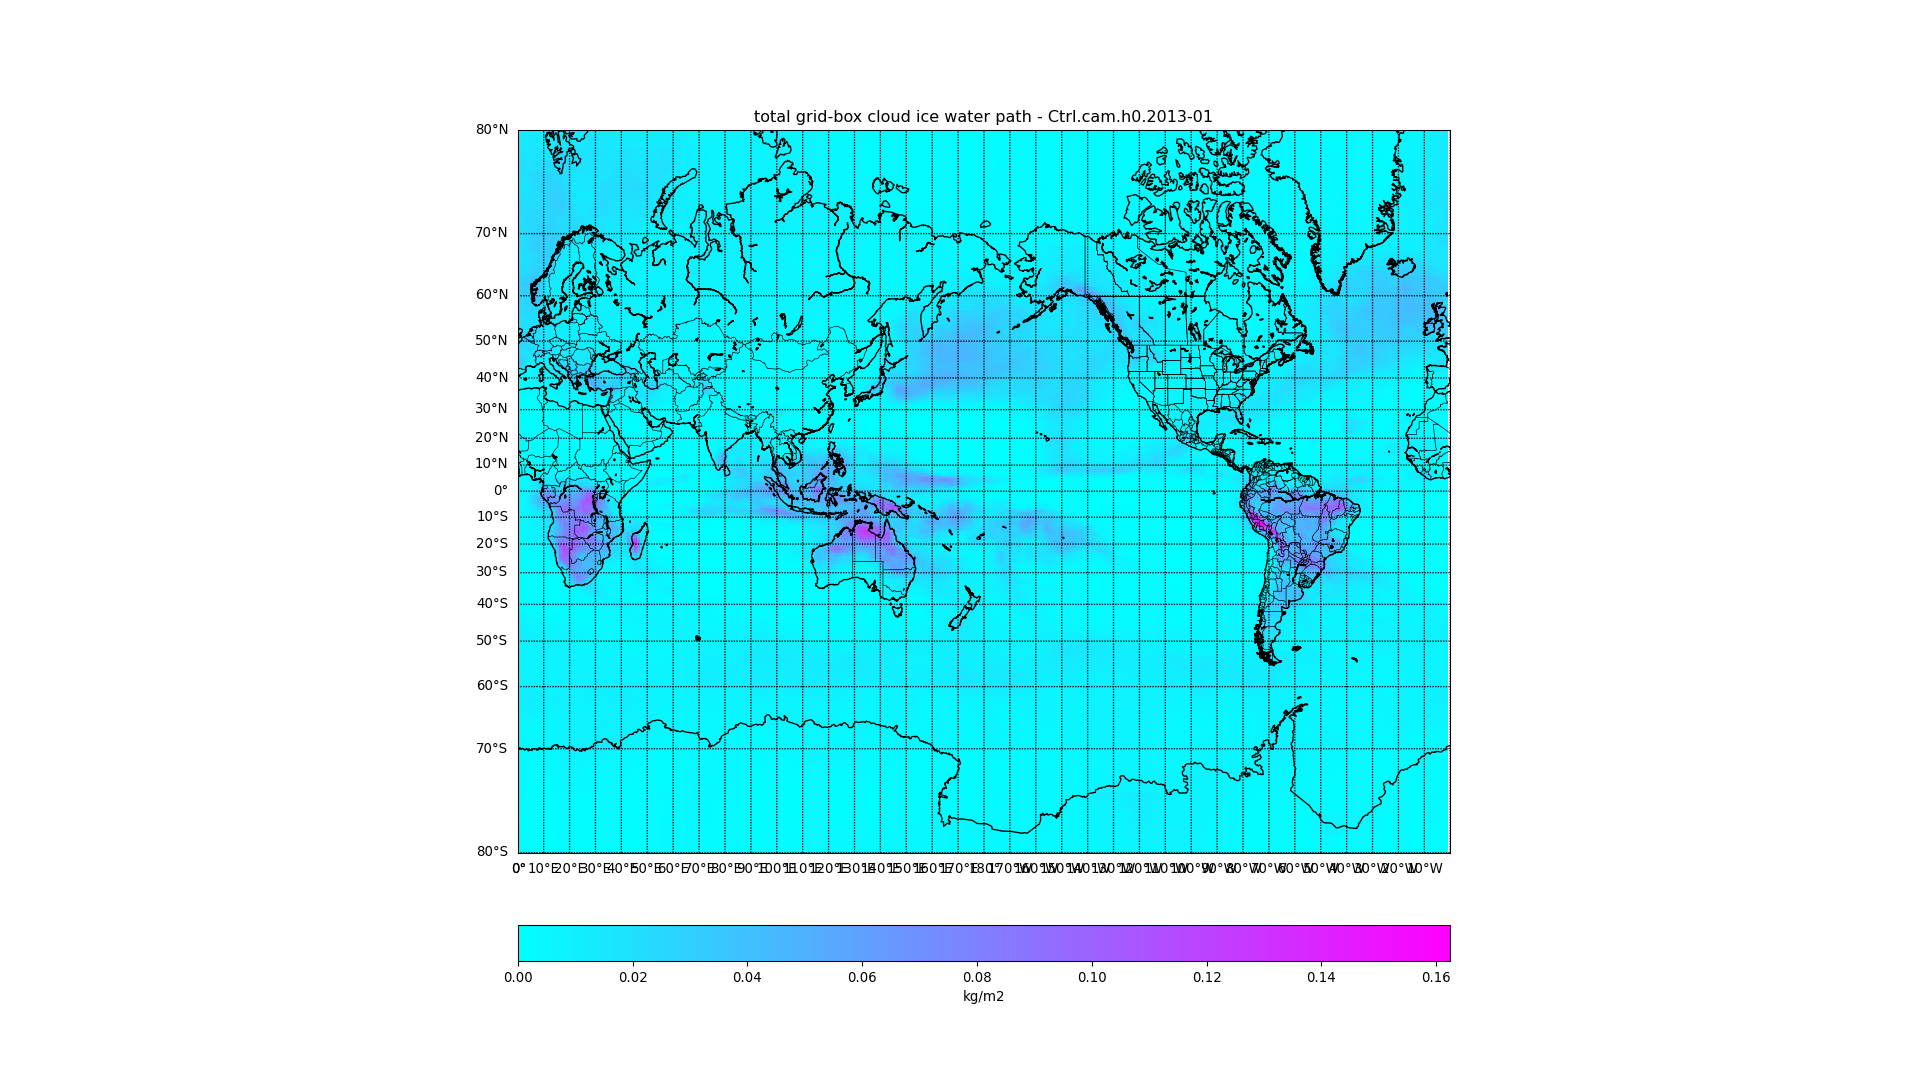 total grid-box cloud ice water path - Ctrl.cam.h0.2013-01
80°N
70°N
60°N
50°N
40°N
30°N
20°N
10°N
0°
10°S
20°S
30°S
40°S
50°S
60°S
70°S
80°S
0° 10°E 20°E 30°E 40°E 50°E 60°E 70°E 80°E 90°E 100°E 110°E 120°E 130°E 140°E 150°E 160°E 170°E 180° 170°W 160°W 150°W 140°W 130°W 120°W 110°W 100°W 90°W 80°W 70°W 60°W 50°W 40°W 30°W 20°W 10°W
0.00 0.02 0.04 0.06 0.08 0.10 0.12 0.14 0.16
kg/m2